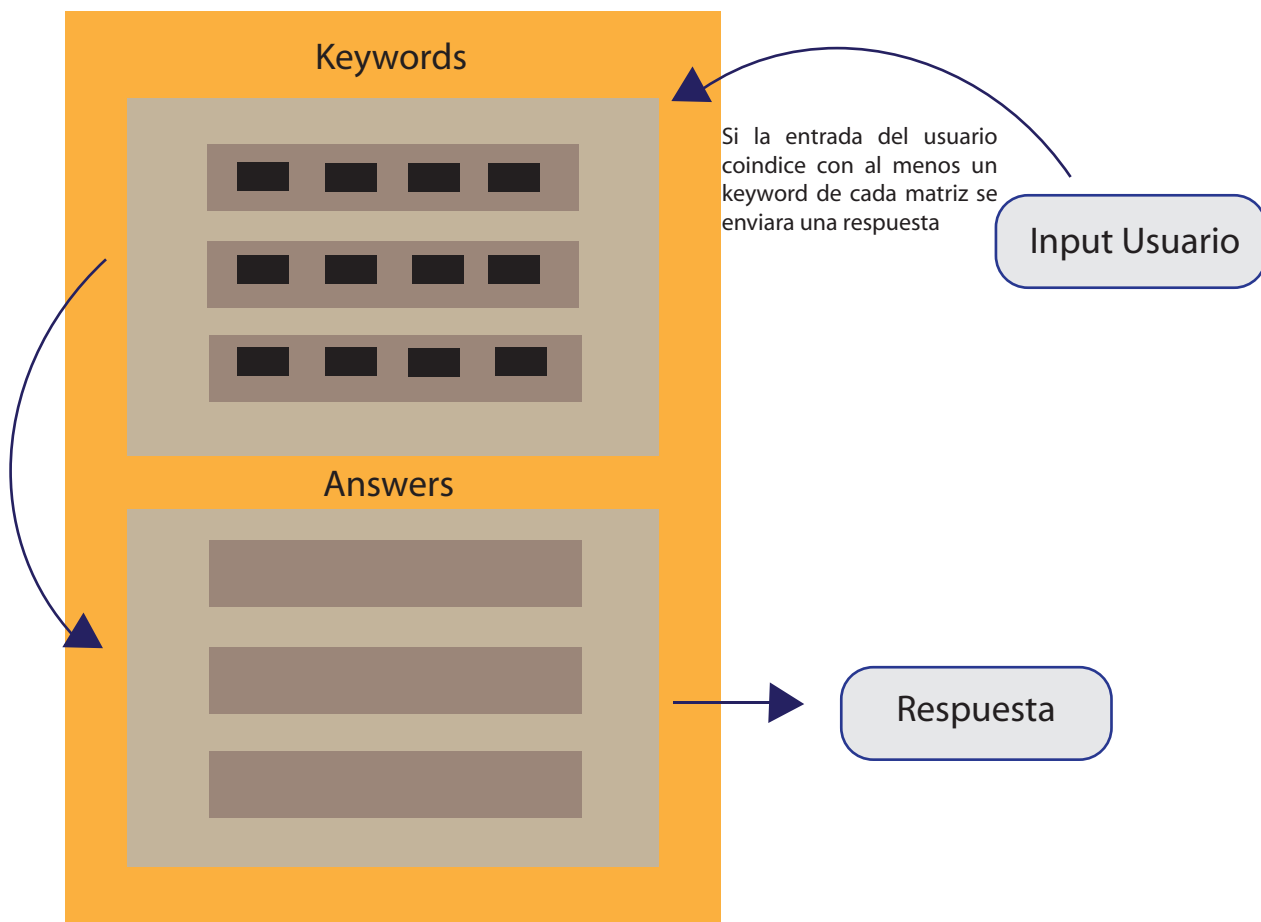 Keywords
Si la entrada del usuario
coindice con al menos un
keyword de cada matriz se
enviara una respuesta
Input Usuario
Answers
Respuesta